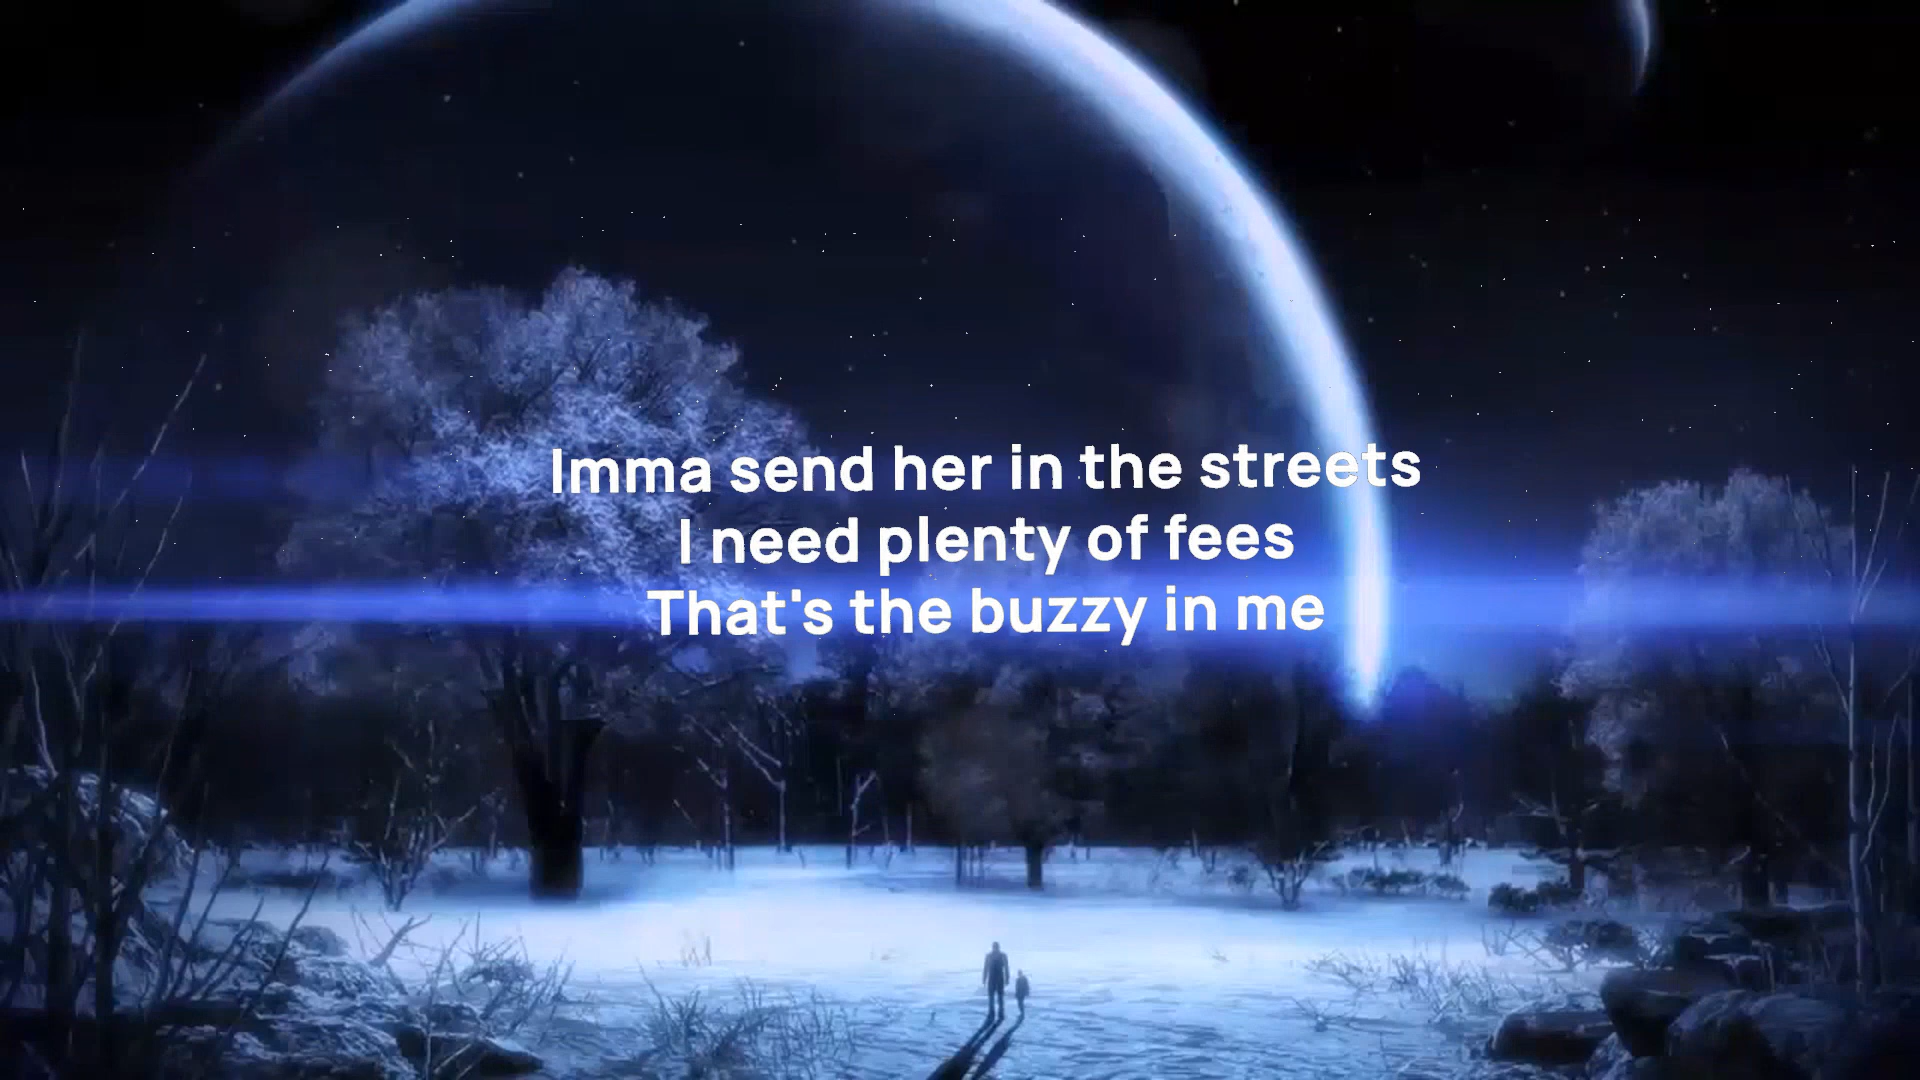 Imma send her in the streets
I need plenty of fees
That's the buzzy in me